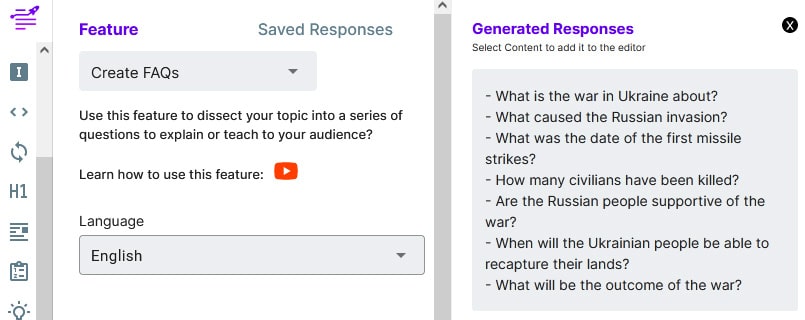 Feature
Saved Responses
Create FAQs
Use this feature to dissect your topic into a series of
questions to explain or teach to your audience?
Learn how to use this feature:
Language
English
I
<>
H1
Generated Responses
X
Select Content to add it to the editor
- What is the war in Ukraine about?
- What caused the Russian invasion?
- What was the date of the first missile
strikes?
- How many civilians have been killed?
- Are the Russian people supportive of the
war?
- When will the Ukrainian people be able to
recapture their lands?
- What will be the outcome of the war?